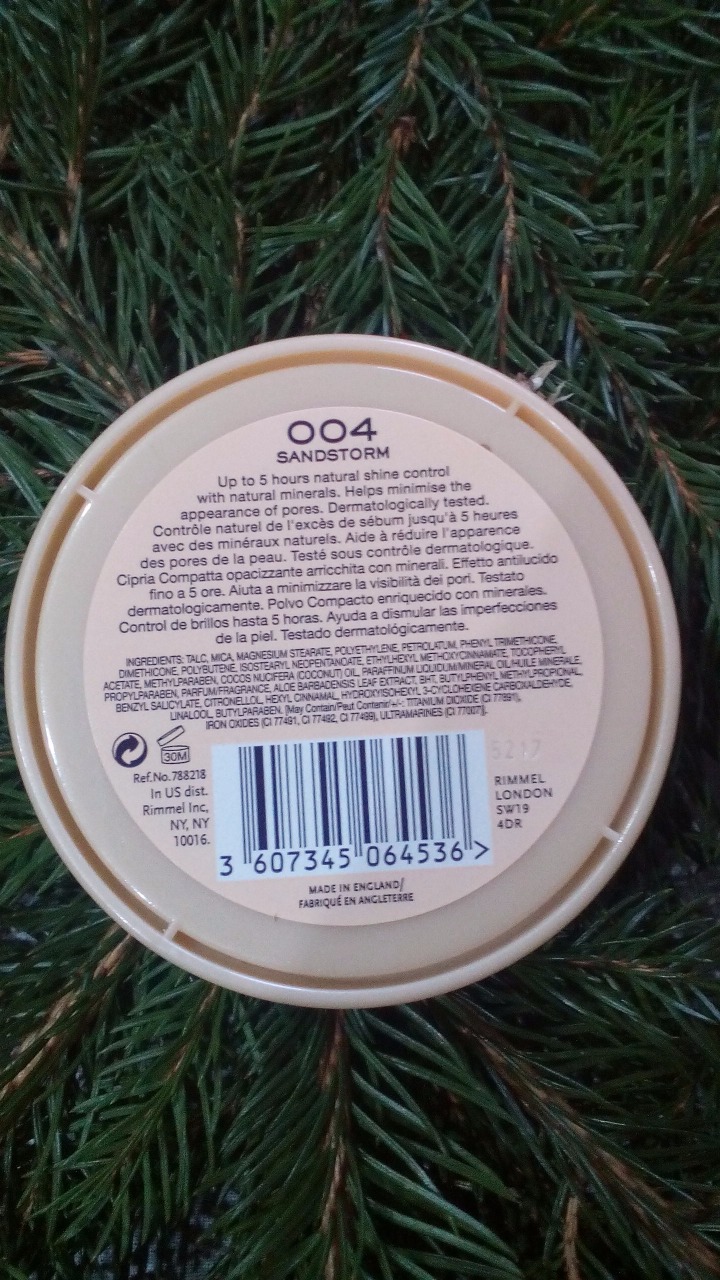 004
SANDSTORM
Up to 5 hours natural shine control
with natural minerals. Helps minimise the
appearance of pores. Dermatologically tested.
Contrôle naturel de l'excès de sébum jusqu'à 5 heures
avec des minéraux naturels. Aide à réduire l'apparence
des pores de la peau. Testé sous contrôle dermatologique.
Cipria Compatta opacizzante arricchita con minerali. Effetto antilucido
fino a 5 ore. Aiuta a minimizzare la visibilità dei pori. Testato
dermatologicamente. Polvo Compacto enriquecido con minerales.
Control de brillos hasta 5 horas. Ayuda a dismular las imperfecciones
de la piel. Testado dermatológicamente.
INGREDIENTS: TALC, MICA, MAGNESIUM STEARATE, POLYETHYLENE, PETROLATUM, PHENYL TRIMETHICONE,
DIMETHICONE, POLYBUTENE, ISOSTEARYL NEOPENTANOATE, ETHYLHEXYL METHOXYCINNAMATE, TOCOPHERYL
ACETATE, METHYLPARABEN, COCOS NUCIFERA (COCONUT) OIL, PARAFFINUM LIQUIDUM/MINERAL OIL/HUILE MINERALE,
PROPYLPARABEN, PARFUM/FRAGRANCE, ALOE BARBADENSIS LEAF EXTRACT, BHT, BUTYLPHENYL METHYLPROPIONAL,
BENZYL SALICYLATE, CITRONELLOL, HEXYL CINNAMAL, HYDROXYISOHEXYL 3-CYCLOHEXENE CARBOXALDEHYDE,
LINALOOL, BUTYLPARABEN. [May Contain/Peut Contenir/+/-: TITANIUM DIOXIDE (CI 77891),
IRON OXIDES (CI 77491, CI 77492, CI 77499), ULTRAMARINES (CI 77007)].
30M
5217
Ref.No.788218
In US dist.
Rimmel Inc,
NY, NY
10016.
RIMMEL
LONDON
SW19
4DR
3 607345 064536 >
MADE IN ENGLAND/
FABRIQUÉ EN ANGLETERRE